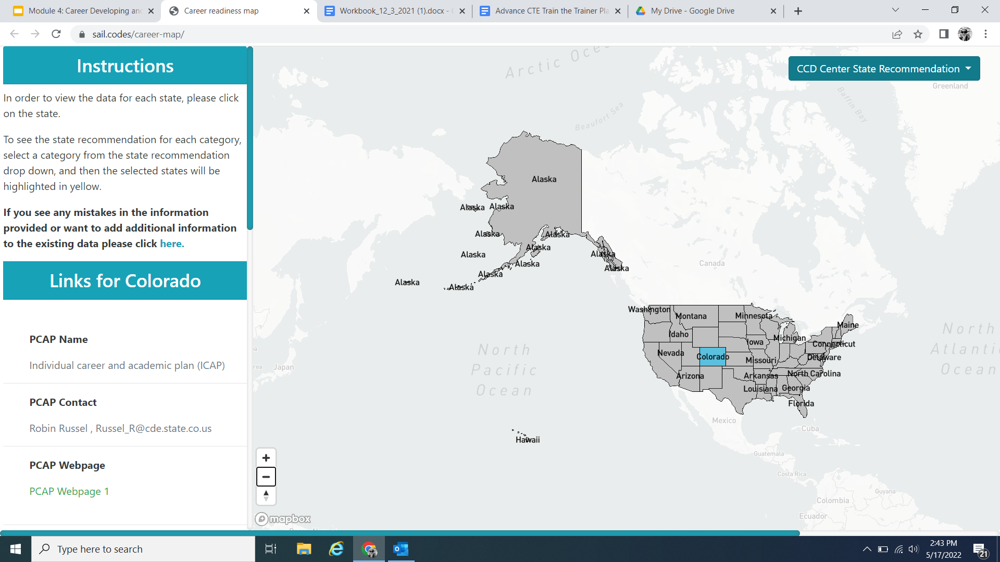 Module 4: Career Developing an
Career readiness map
Workbook_12_3_2021 (1).docx -
Advance CTE Train the Trainer Pla
My Drive - Google Drive
sail.codes/career-map/
Instructions
In order to view the data for each state, please click
on the state.
To see the state recommendation for each category,
select a category from the state recommendation
drop down, and then the selected states will be
highlighted in yellow.
If you see any mistakes in the information
provided or want to add additional information
to the existing data please click here.
Links for Colorado
PCAP Name
Individual career and academic plan (ICAP)
PCAP Contact
Robin Russel , Russel_R@cde.state.co.us
PCAP Webpage
PCAP Webpage 1
CCD Center State Recommendation
Arctic Oce
Greenland
Baffin Bay
Beaufort Sea
Alaska
Alaska
Alaska
Alaska
Alaska
Alaska
Alaska
Alaska
Alaska
Alaska
Alaska
Alaska
Alaska
Canada
Washington
Montana
Minnesota
Maine
Idaho
Michigan
Iowa
Connecticut
Nevada
Colorado
Missouri
Delaware
Arizona
Arkansas
North Carolina
Louisiana
Georgia
Florida
North
Pacific
Ocean
North
Atlanti
Ocean
ea
rea
Japan
Mexico
Cuba
Hawaii
Guatemala
Costa Rica
Guyana
Colombia
Ecuador
mapbox
Type here to search
2:43 PM
5/17/2022
21